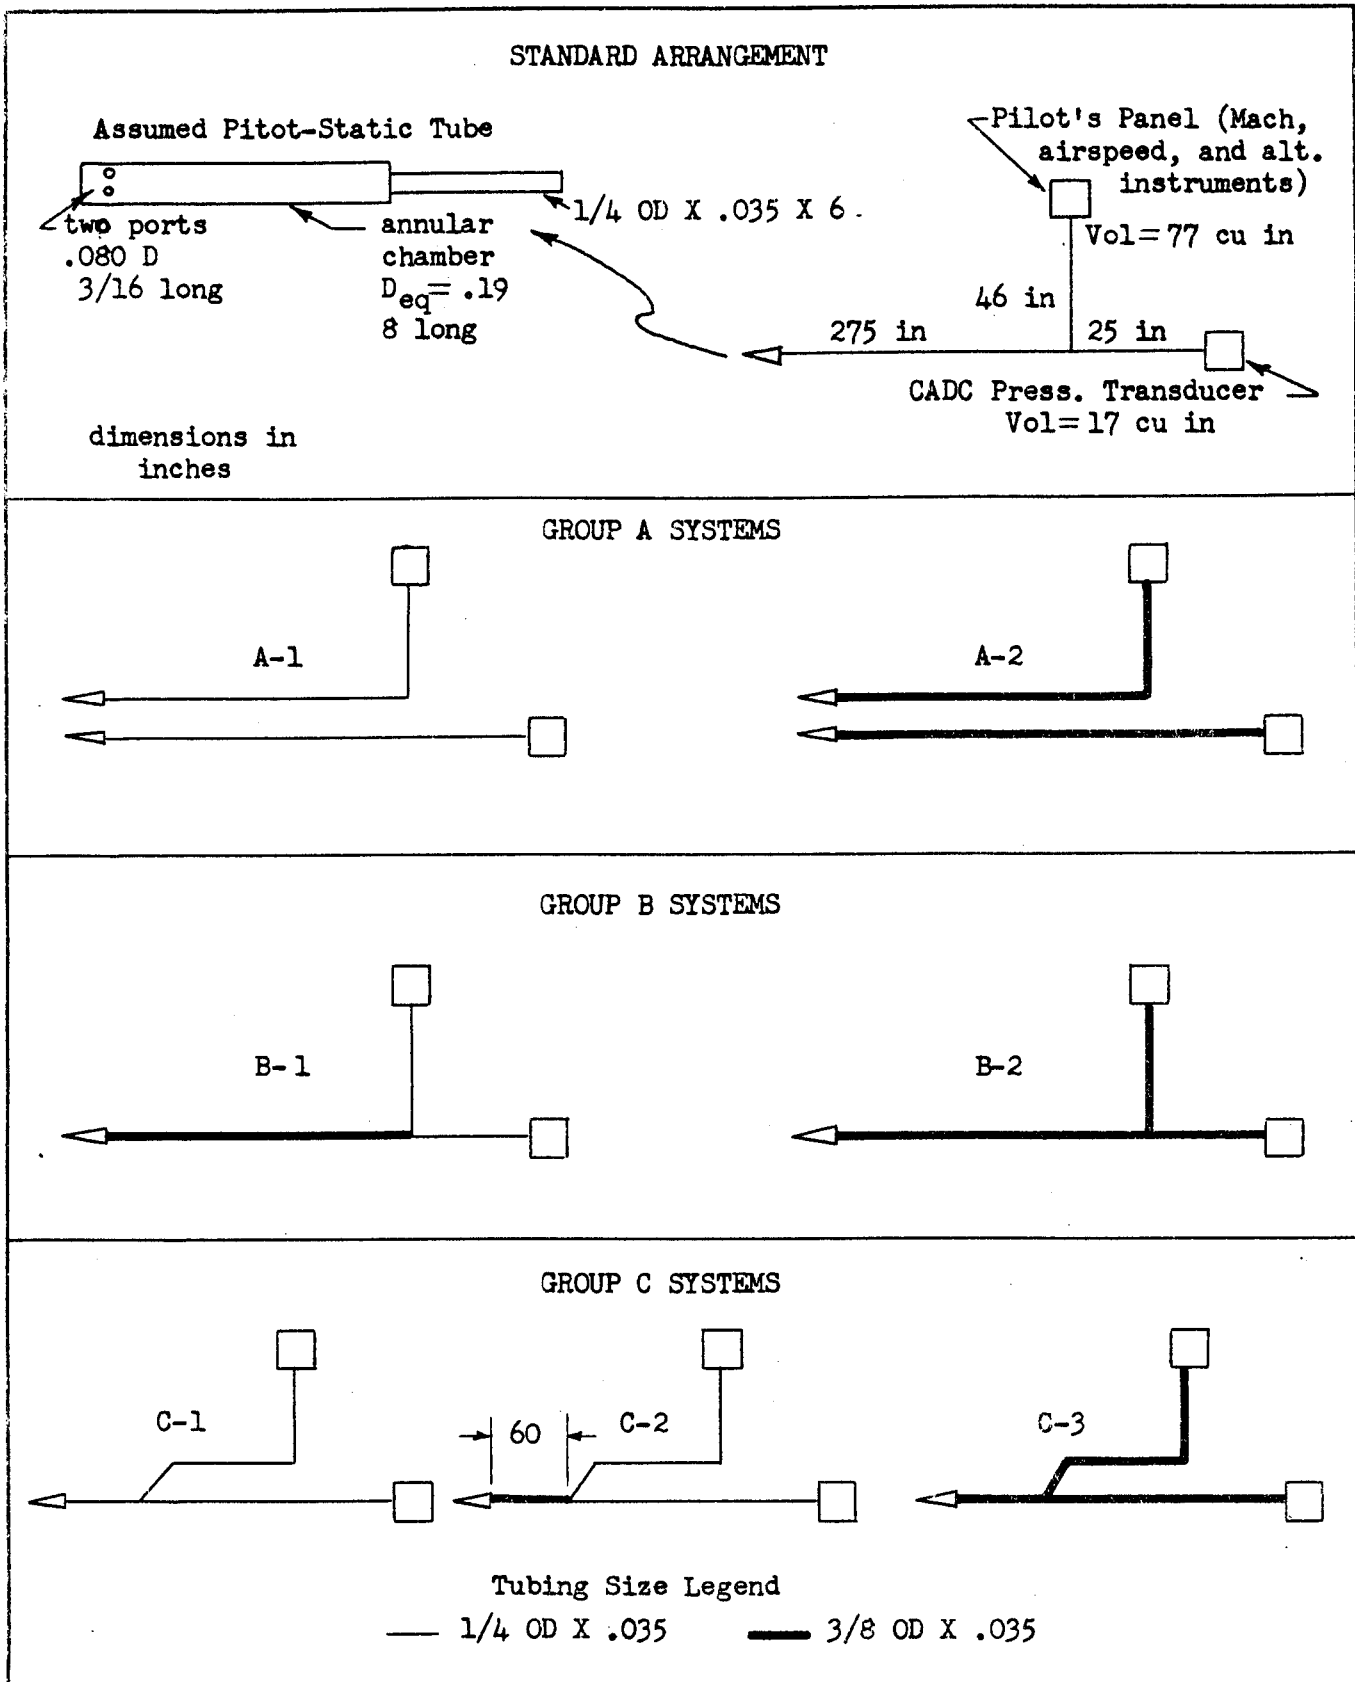 STANDARD ARRANGEMENT
Assumed Pitot-Static Tube
two ports
.080 D
3/16 long
annular
chamber
Deq= .19
8 long
1/4 OD X .035 X 6
Pilot's Panel (Mach,
airspeed, and alt.
instruments)
Vol= 77 cu in
46 in
275 in
25 in
CADC Press. Transducer
Vol= 17 cu in
dimensions in
inches
GROUP A SYSTEMS
A-1
A-2
GROUP B SYSTEMS
B-1
B-2
GROUP C SYSTEMS
C-1
60
C-2
C-3
Tubing Size Legend
1/4 OD X .035
3/8 OD X .035